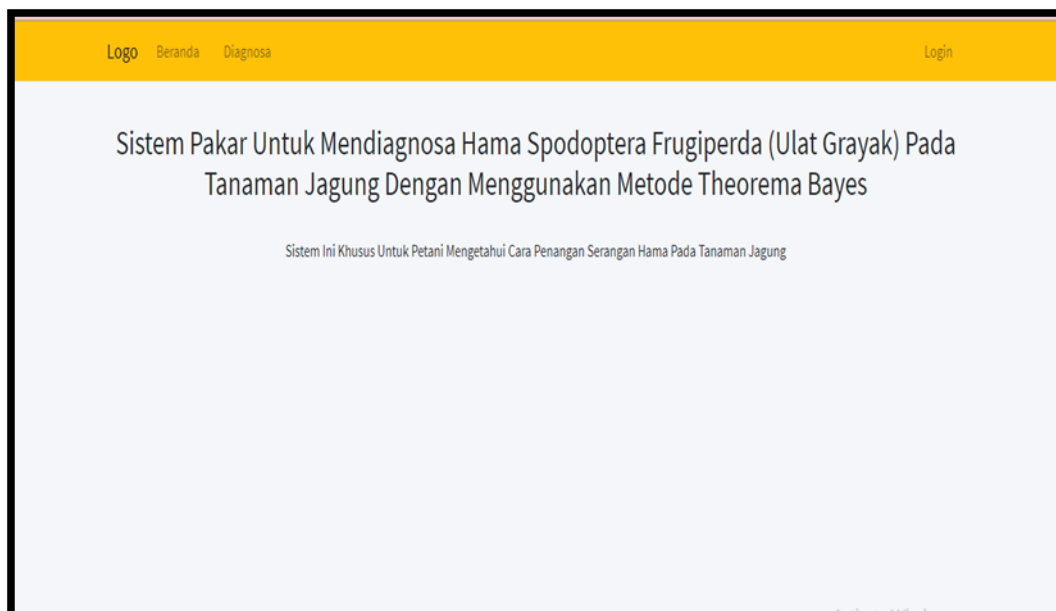 Logo Beranda Diagnosa Login
Sistem Pakar Untuk Mendiagnosa Hama Spodoptera Frugiperda (Ulat Grayak) Pada
Tanaman Jagung Dengan Menggunakan Metode Theorema Bayes
Sistem Ini Khusus Untuk Petani Mengetahui Cara Penangan Serangan Hama Pada Tanaman Jagung